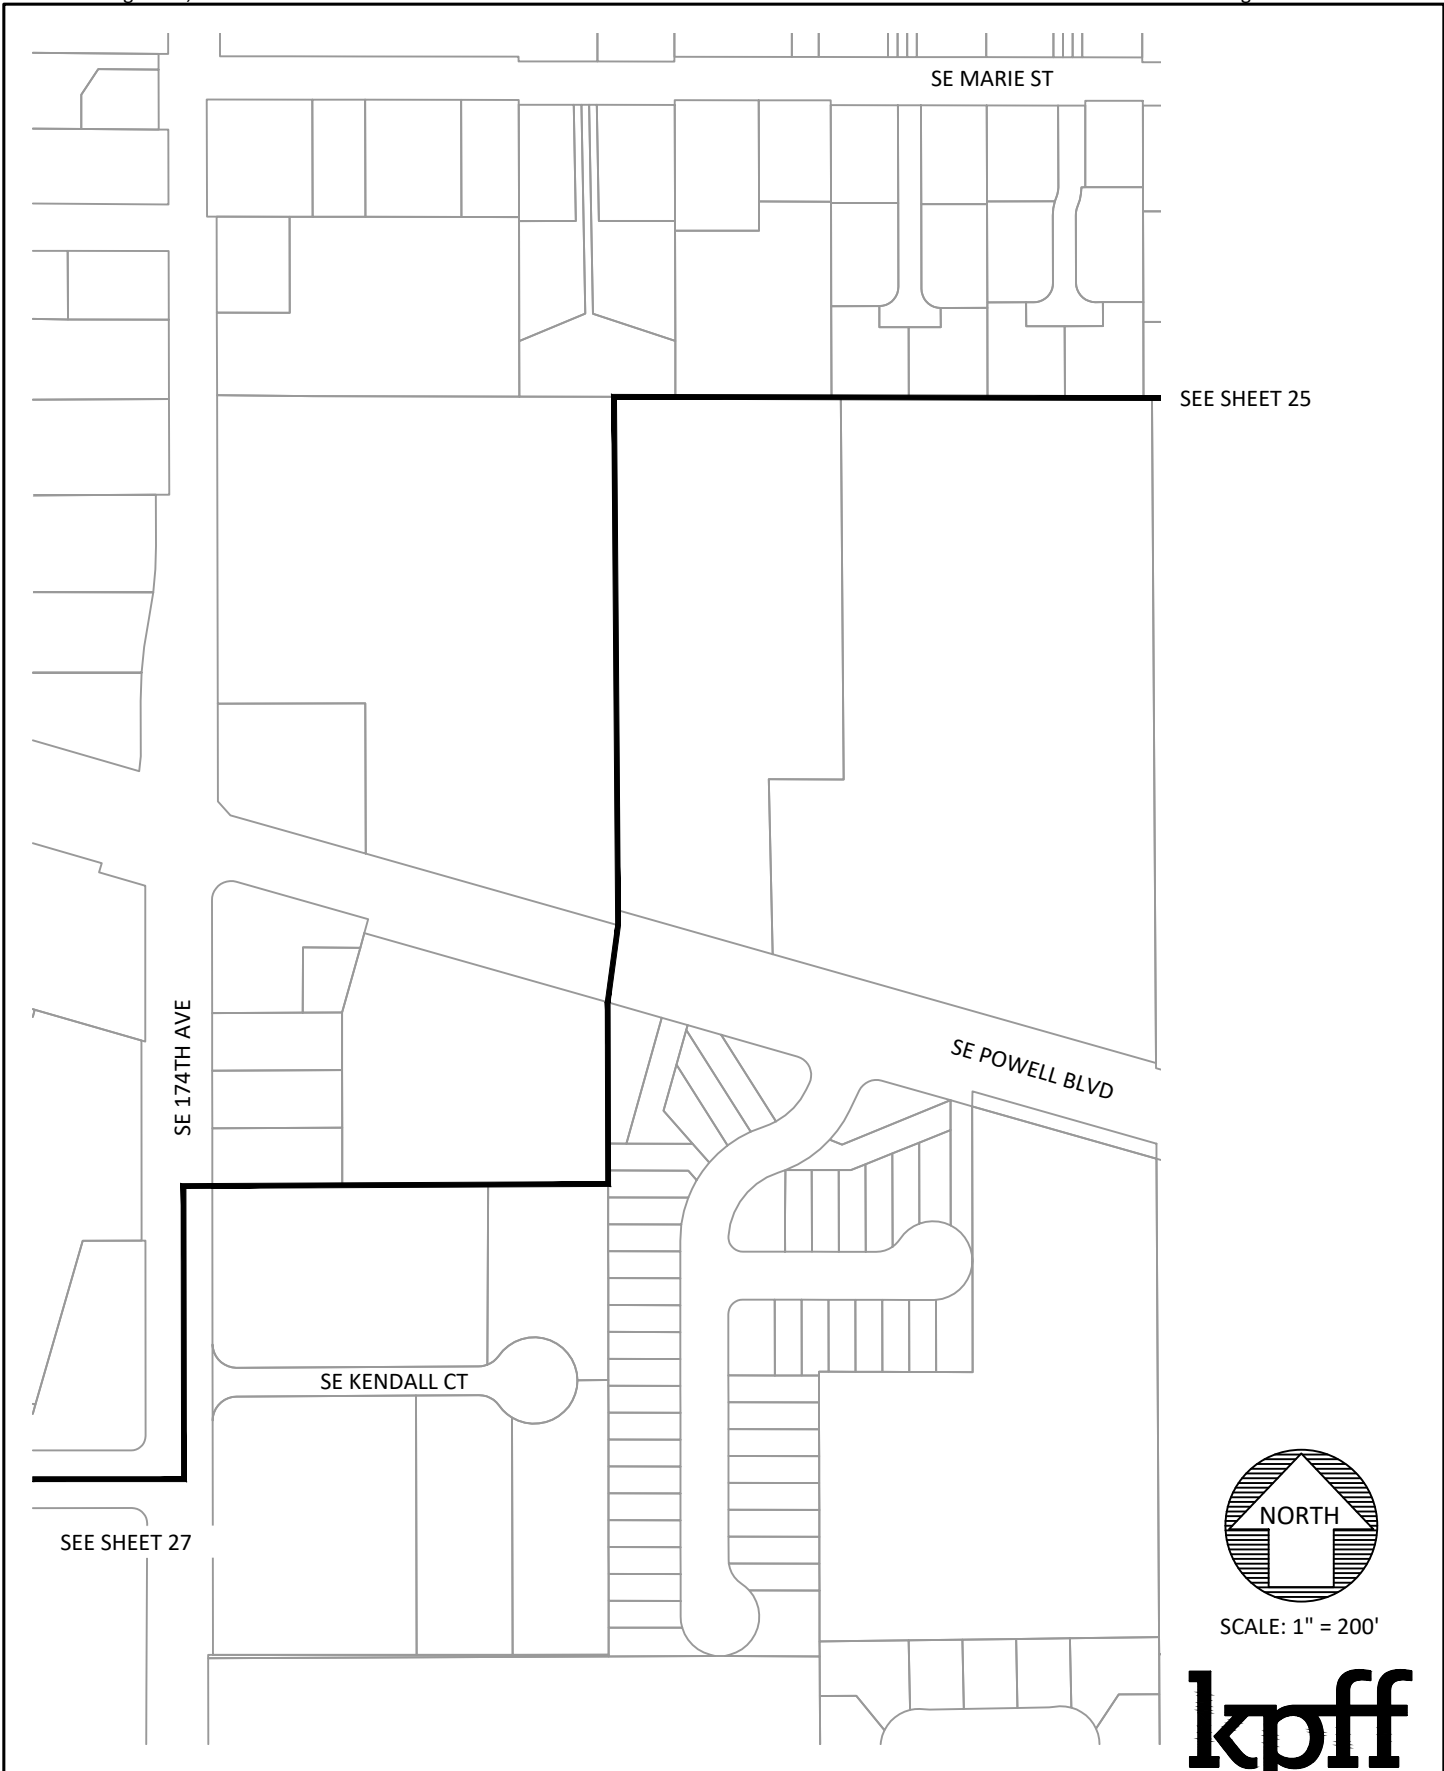 SE MARIE ST
SEE SHEET 25
SE 174TH AVE
SE POWELL BLVD
SE KENDALL CT
SEE SHEET 27
NORTH
SCALE: 1" = 200'
kpff